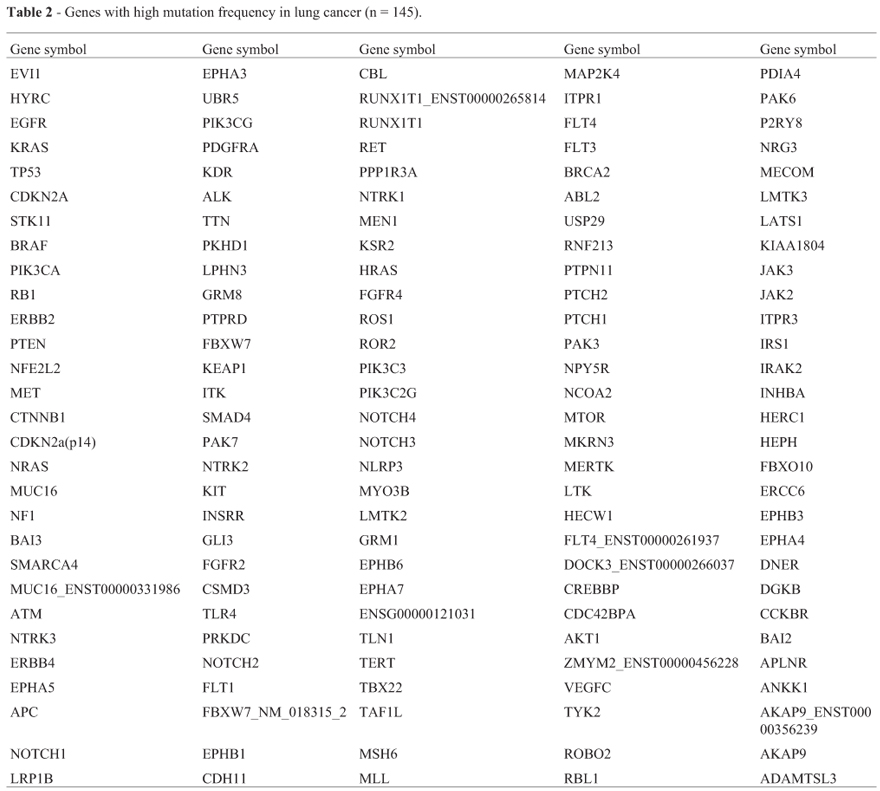 Table 2 - Genes with high mutation frequency in lung cancer (n = 145).
Gene symbol Gene symbol Gene symbol Gene symbol Gene symbol
EVI1 EPHA3 CBL MAP2K4 PDIA4
HYRC UBR5 RUNX1T1_ENST00000265814 ITPR1 PAK6
EGFR PIK3CG RUNX1T1 FLT4 P2RY8
KRAS PDGFRA RET FLT3 NRG3
TP53 KDR PPP1R3A BRCA2 MECOM
CDKN2A ALK NTRK1 ABL2 LMTK3
STK11 TTN MEN1 USP29 LATS1
BRAF PKHD1 KSR2 RNF213 KIAA1804
PIK3CA LPHN3 HRAS PTPN11 JAK3
RB1 GRM8 FGFR4 PTCH2 JAK2
ERBB2 PTPRD ROS1 PTCH1 ITPR3
PTEN FBXW7 ROR2 PAK3 IRS1
NFE2L2 KEAP1 PIK3C3 NPY5R IRAK2
MET ITK PIK3C2G NCOA2 INHBA
CTNNB1 SMAD4 NOTCH4 MTOR HERC1
CDKN2a(p14) PAK7 NOTCH3 MKRN3 HEPH
NRAS NTRK2 NLRP3 MERTK FBXO10
MUC16 KIT MYO3B LTK ERCC6
NF1 INSRR LMTK2 HECW1 EPHB3
BAI3 GLI3 GRM1 FLT4_ENST00000261937 EPHA4
SMARCA4 FGFR2 EPHB6 DOCK3_ENST00000266037 DNER
MUC16_ENST00000331986 CSMD3 EPHA7 CREBBP DGKB
ATM TLR4 ENSG00000121031 CDC42BPA CCKBR
NTRK3 PRKDC TLN1 AKT1 BAI2
ERBB4 NOTCH2 TERT ZMYM2_ENST00000456228 APLNR
EPHA5 FLT1 TBX22 VEGFC ANKK1
APC FBXW7_NM_018315_2 TAF1L TYK2 AKAP9_ENST000
00356239
NOTCH1 EPHB1 MSH6 ROBO2 AKAP9
LRP1B CDH11 MLL RBL1 ADAMTSL3